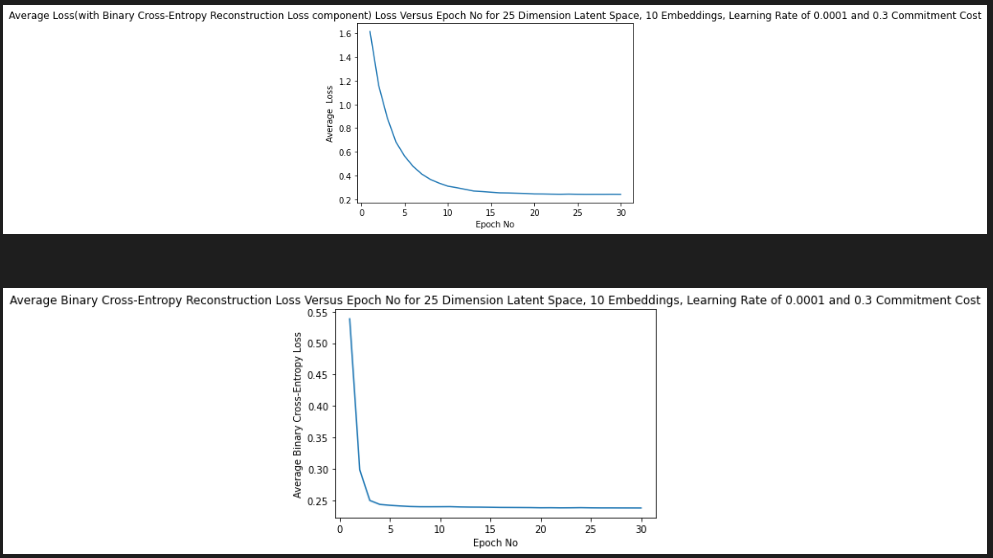 Average Loss(with Binary Cross-Entropy Reconstruction Loss component) Loss Versus Epoch No for 25 Dimension Latent Space, 10 Embeddings, Learning Rate of 0.0001 and 0.3 Commitment Cost
1.6
1.4
1.2
1.0
0.8
0.6
0.4
0.2
Average Loss
0 5 10 15 20 25 30
Epoch No
Average Binary Cross-Entropy Reconstruction Loss Versus Epoch No for 25 Dimension Latent Space, 10 Embeddings, Learning Rate of 0.0001 and 0.3 Commitment Cost
0.55
0.50
0.45
0.40
0.35
0.30
0.25
Average Binary Cross-Entropy Loss
0 5 10 15 20 25 30
Epoch No